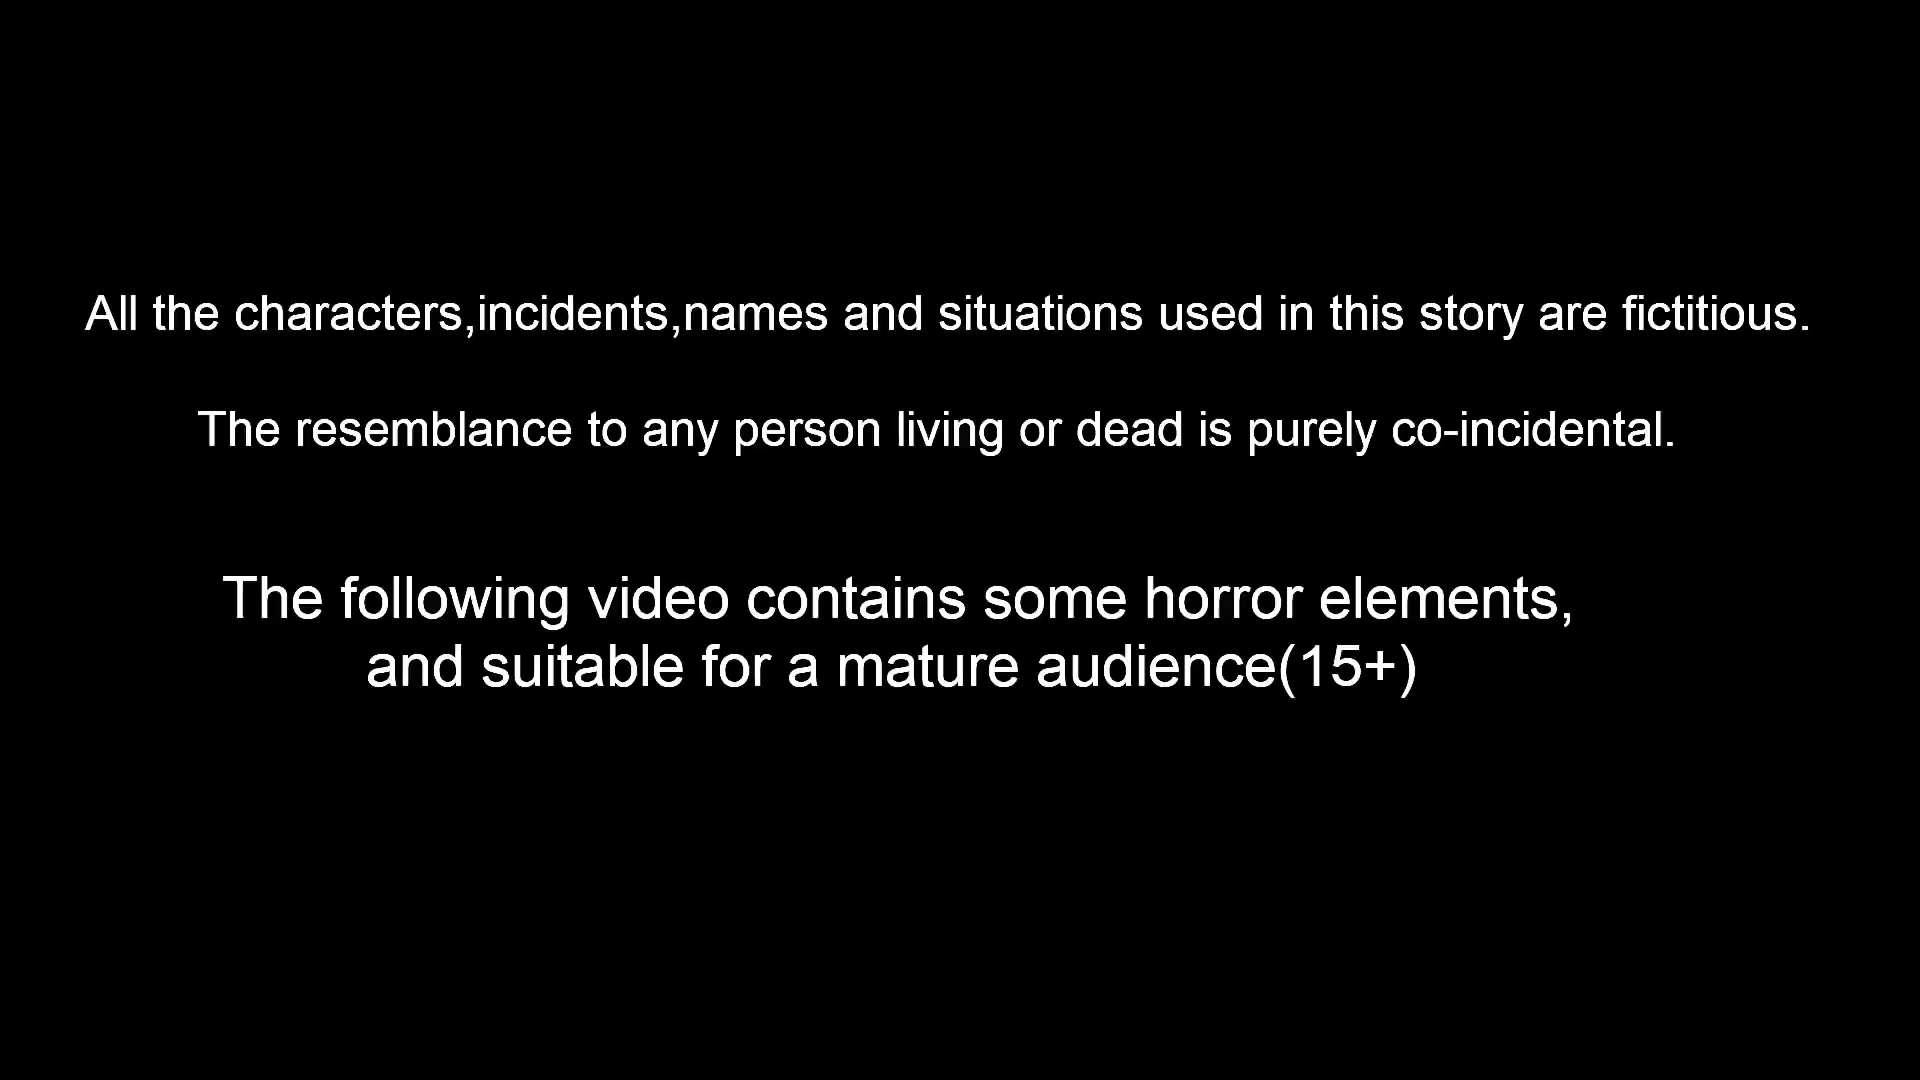 All the characters,incidents,names and situations used in this story are fictitious.
The resemblance to any person living or dead is purely co-incidental.
The following video contains some horror elements,
and suitable for a mature audience(15+)